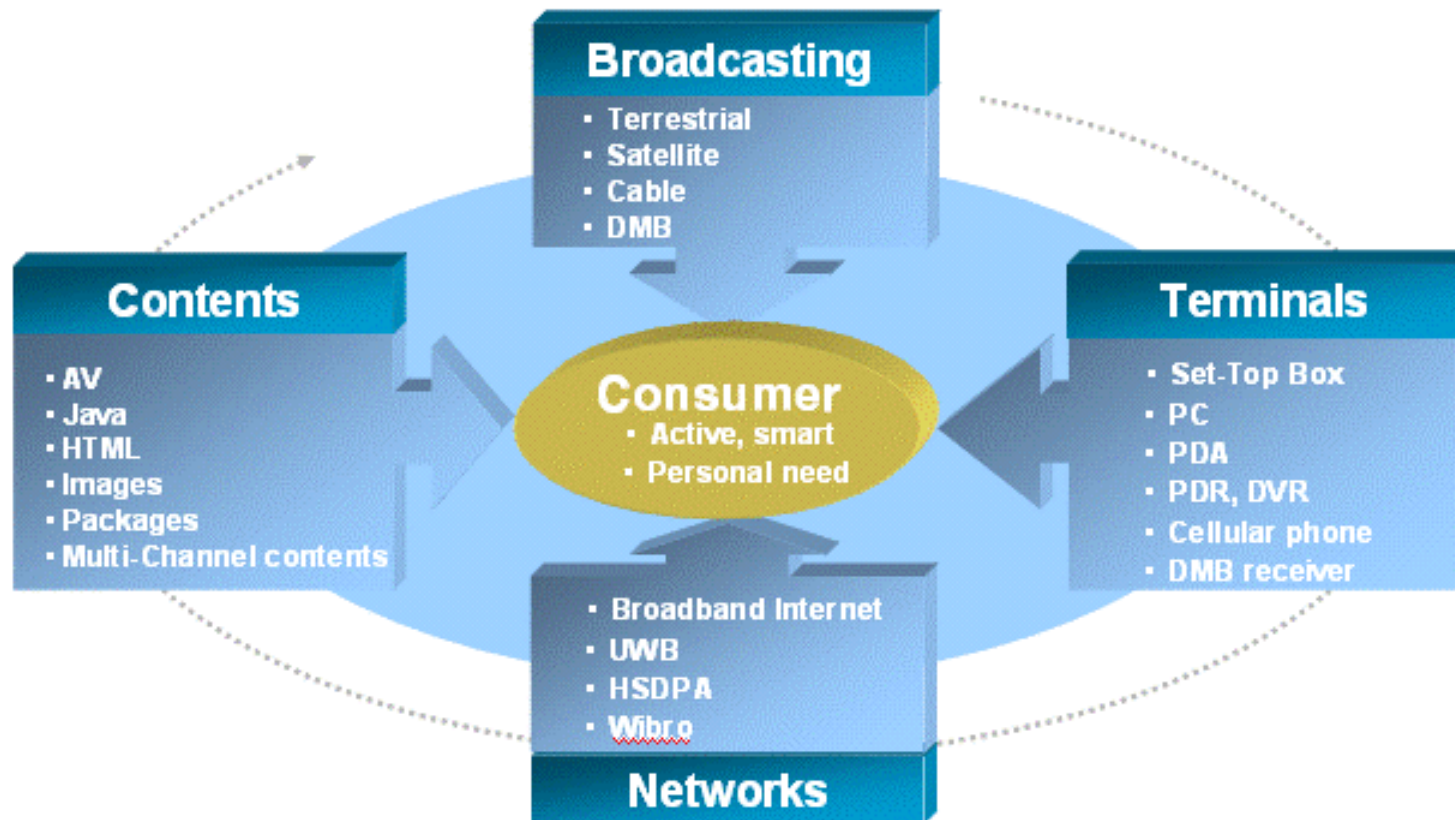 Broadcasting
▪ Terrestrial
▪ Satellite
▪ Cable
▪ DMB
Contents
▪ AV
▪ Java
▪ HTML
▪ Images
▪ Packages
▪ Multi-Channel contents
Consumer
▪ Active, smart
▪ Personal need
Terminals
▪ Set-Top Box
▪ PC
▪ PDA
▪ PDR, DVR
▪ Cellular phone
▪ DMB receiver
▪ Broadband Internet
▪ UWB
▪ HSDPA
▪ Wibro
Networks